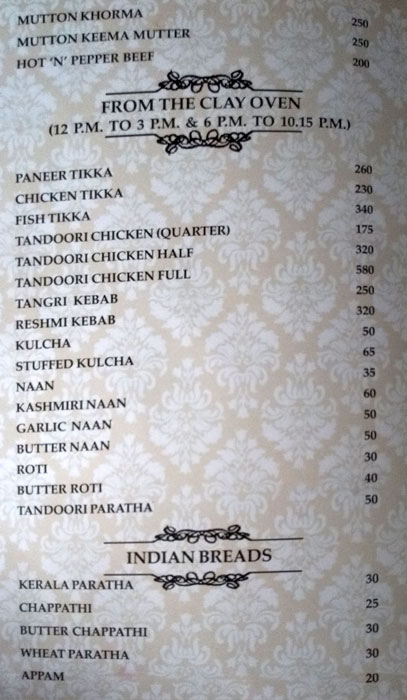 MUTTON KHORMA 250
MUTTON KEEMA MUTTER 250
HOT 'N' PEPPER BEEF 200
FROM THE CLAY OVEN
(12 P.M. TO 3 P.M. & 6 P.M. TO 10.15 P.M.)
PANEER TIKKA 260
CHICKEN TIKKA 230
FISH TIKKA 340
TANDOORI CHICKEN (QUARTER) 175
TANDOORI CHICKEN HALF 320
TANDOORI CHICKEN FULL 580
TANGRI KEBAB 250
RESHMI KEBAB 320
KULCHA 50
STUFFED KULCHA 65
NAAN 35
KASHMIRI NAAN 60
GARLIC NAAN 50
BUTTER NAAN 50
ROTI 30
BUTTER ROTI 40
TANDOORI PARATHA 50
INDIAN BREADS
KERALA PARATHA 30
CHAPPATHI 25
BUTTER CHAPPATHI 30
WHEAT PARATHA 30
APPAM 20